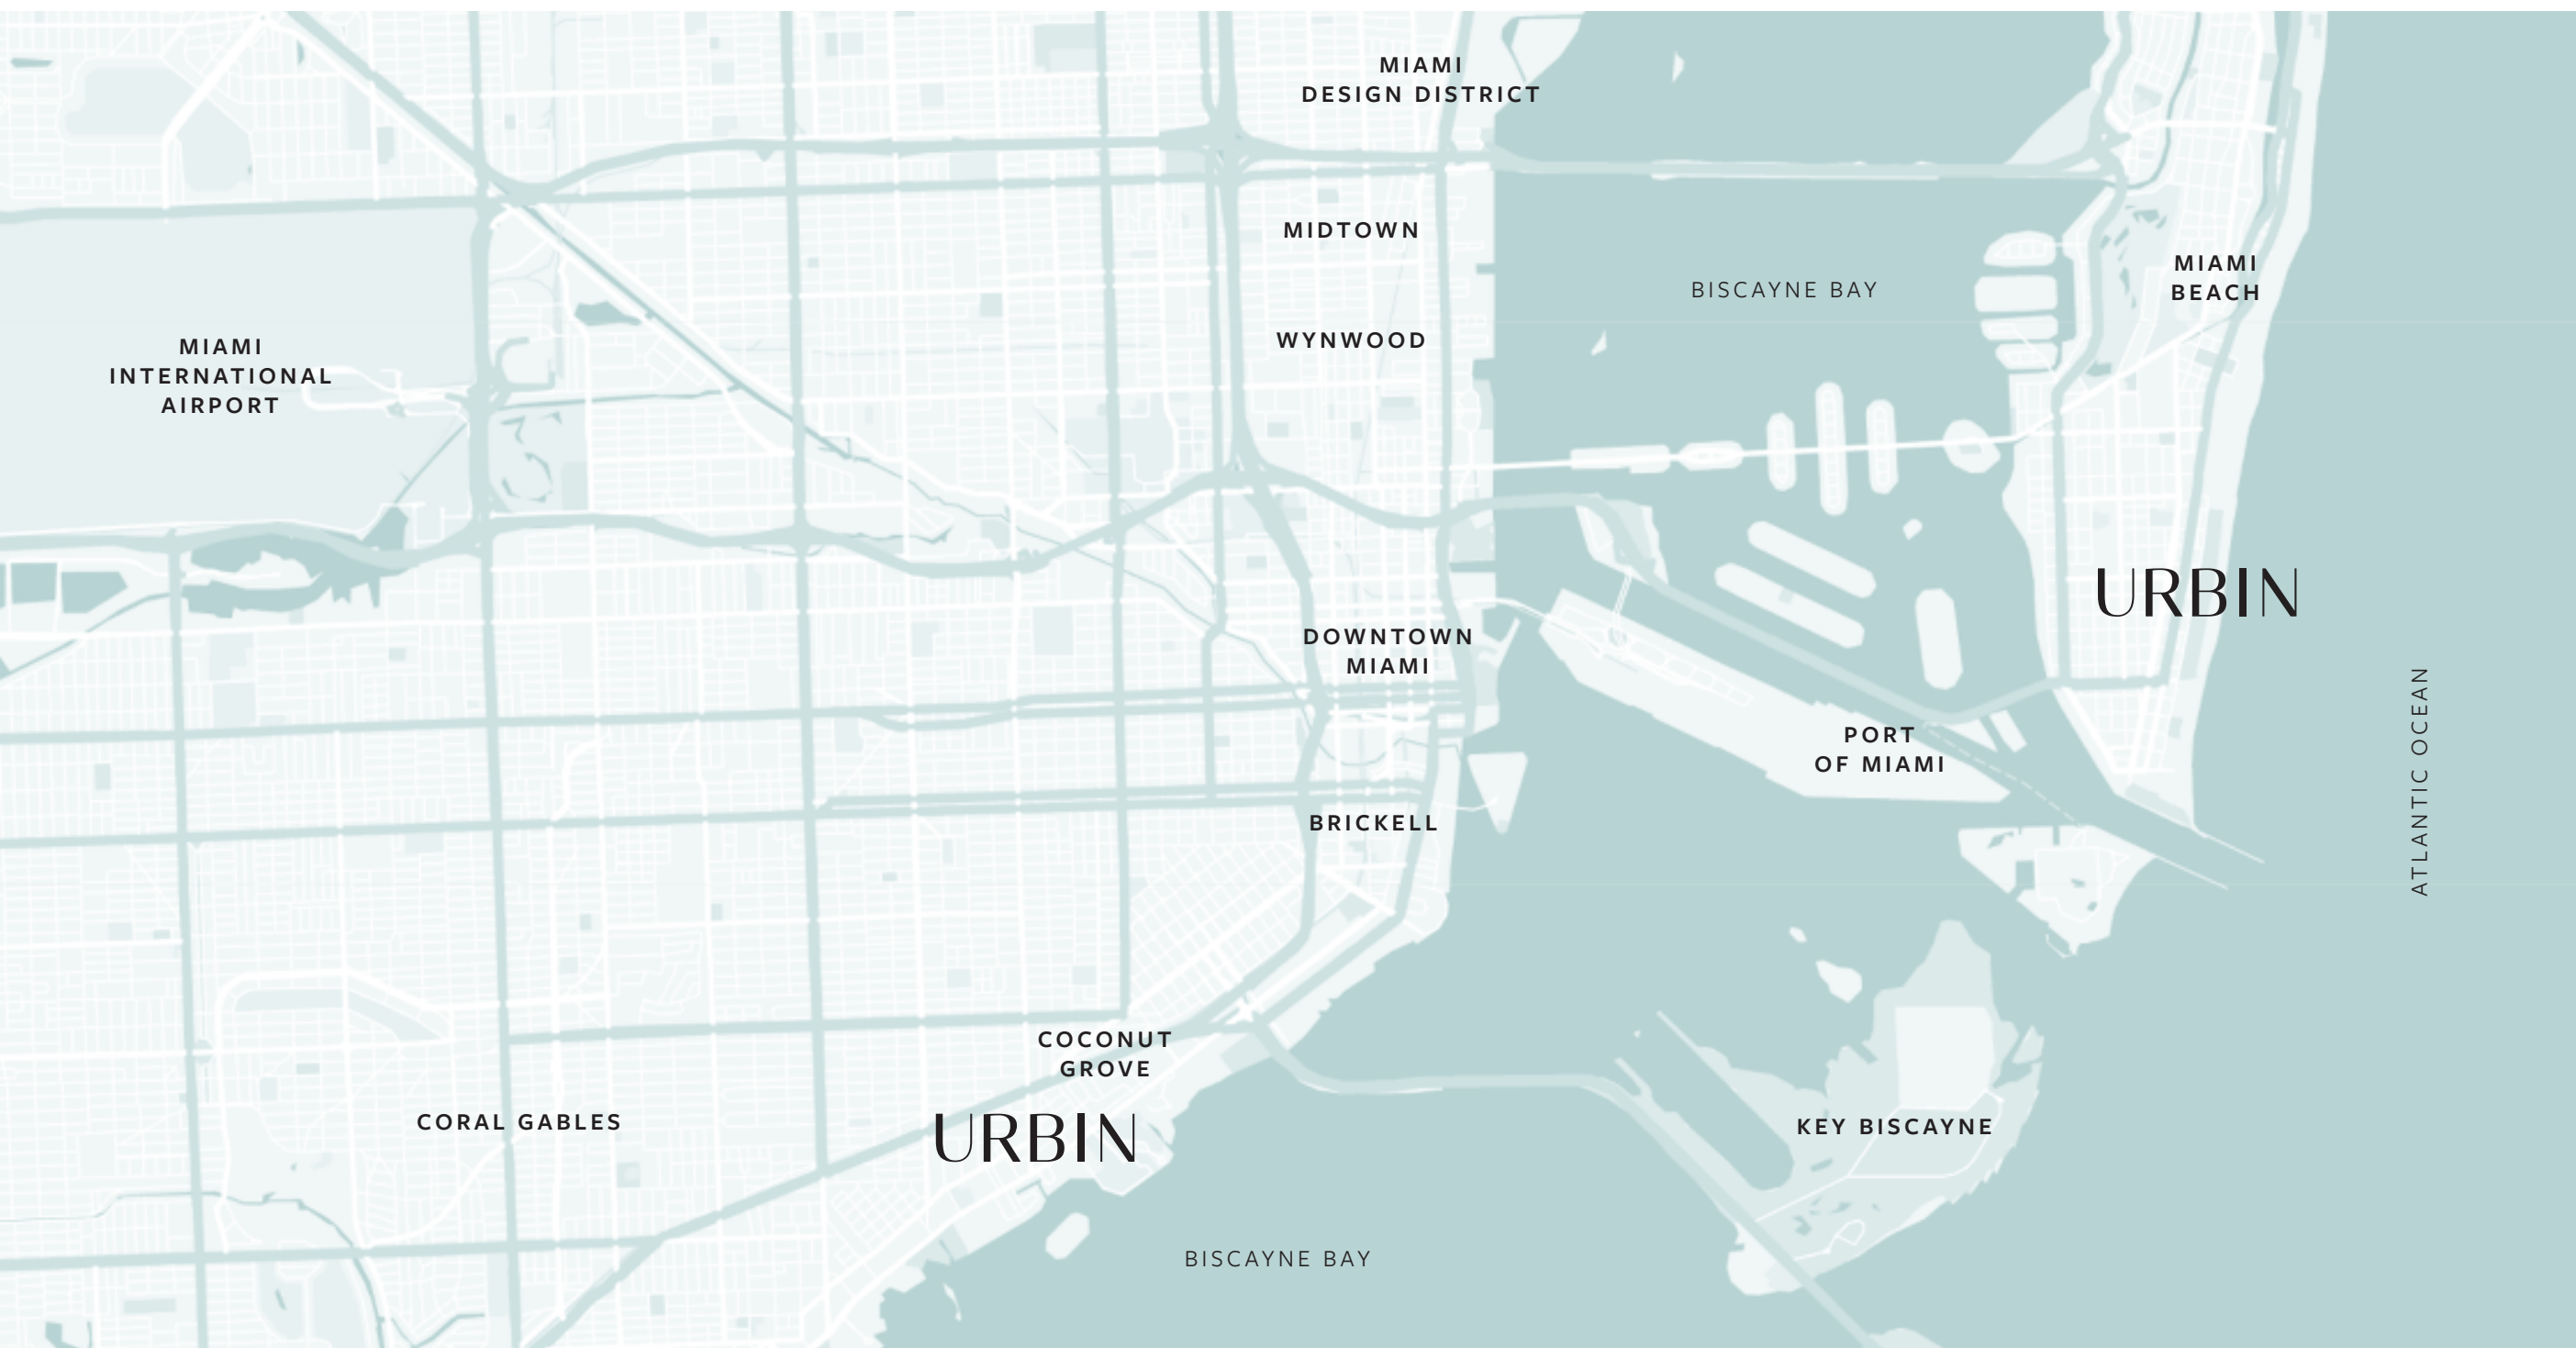 MIAMI
DESIGN DISTRICT
MIDTOWN
MIAMI
BEACH
BISCAYNE BAY
WYNWOOD
MIAMI
INTERNATIONAL
AIRPORT
URBIN
DOWNTOWN
MIAMI
ATLANTIC OCEAN
PORT
OF MIAMI
BRICKELL
COCONUT
GROVE
CORAL GABLES
URBIN
KEY BISCAYNE
BISCAYNE BAY